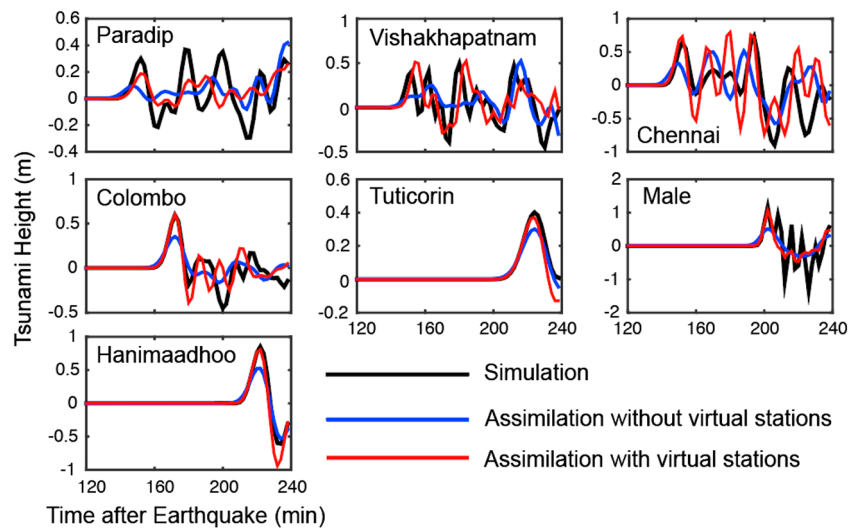 Paradip
0.6
0.4
0.2
0
-0.2
-0.4
Vishakhapatnam
1
0.5
0
-0.5
Chennai
1
0.5
0
-0.5
-1
Tsunami Height (m)
Colombo
1
0.5
0
-0.5
Tuticorin
0.6
0.4
0.2
0
-0.2
120 160 200 240
Male
2
1
0
-1
-2
120 160 200 240
Hanimaadhoo
1
0.5
0
-0.5
-1
120 160 200 240
Time after Earthquake (min)
Simulation
Assimilation without virtual stations
Assimilation with virtual stations